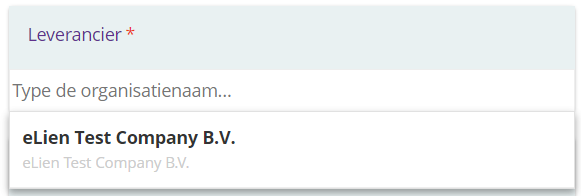 Leverancier *
Type de organisatienaam...
eLien Test Company B.V.
eLien Test Company B.V.